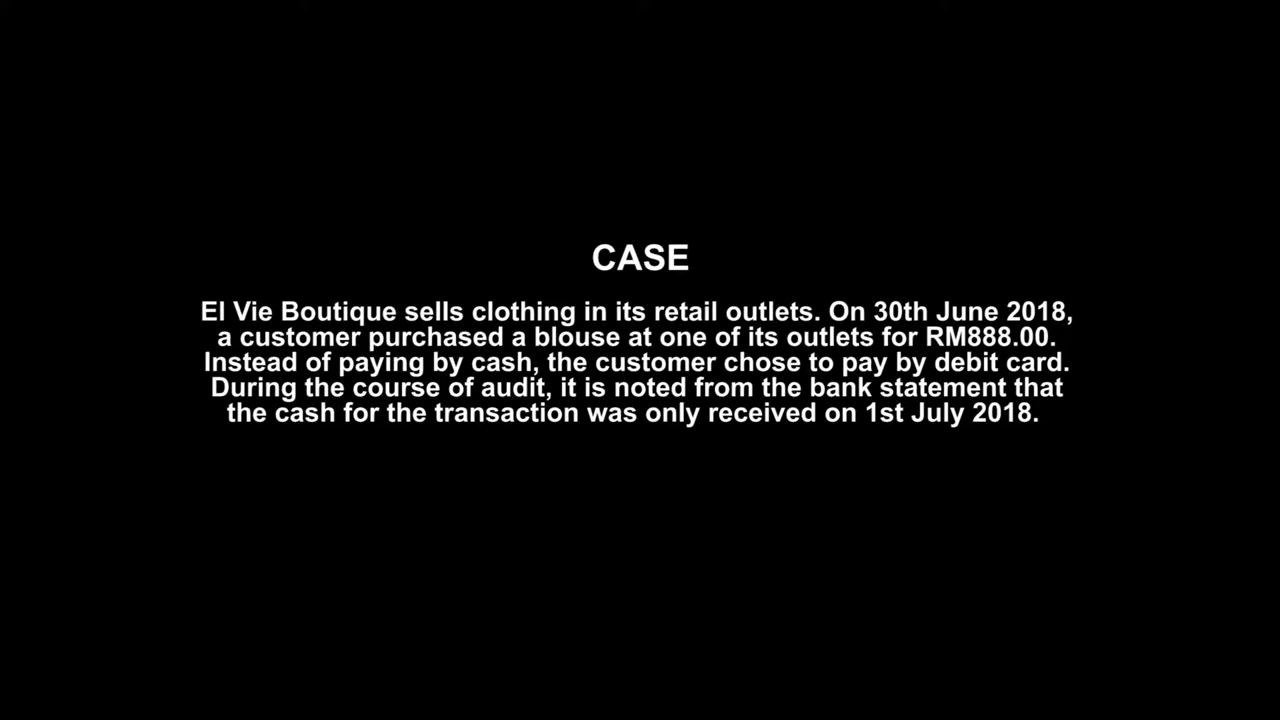 CASE
El Vie Boutique sells clothing in its retail outlets. On 30th June 2018,
a customer purchased a blouse at one of its outlets for RM888.00.
Instead of paying by cash, the customer chose to pay by debit card.
During the course of audit, it is noted from the bank statement that
the cash for the transaction was only received on 1st July 2018.